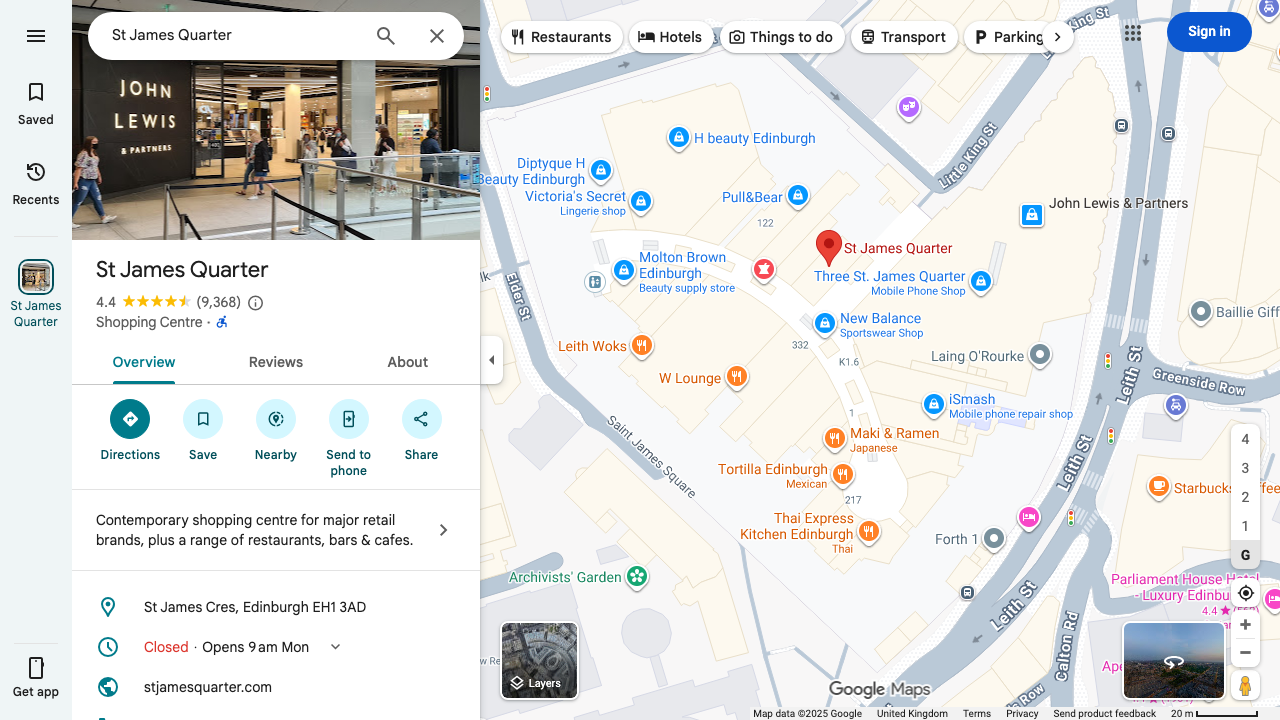 St James Quarter
Saved
Recents
St James
Quarter
Get app
JOHN
LEWIS
& PARTNERS
St James Quarter
4.4
(9,368)
Shopping Centre ·
Overview
Reviews
About
Directions
Save
Nearby
Send to
phone
Share
Contemporary shopping centre for major retail
brands, plus a range of restaurants, bars & cafes.
St James Cres, Edinburgh EH1 3AD
Closed · Opens 9 am Mon
stjamesquarter.com
Restaurants
Hotels
Things to do
Transport
Parking
Sign in
King St
H beauty Edinburgh
Diptyque H
Beauty Edinburgh
Victoria's Secret
Lingerie shop
Pull&Bear
122
Little King St
John Lewis & Partners
St James Quarter
Molton Brown
Edinburgh
Beauty supply store
Three St. James Quarter
Mobile Phone Shop
Elder St
New Balance
Sportswear Shop
Baillie Giff
Leith Woks
332
K1.6
Laing O'Rourke
W Lounge
Leith St
Greenside Row
iSmash
Mobile phone repair shop
1
Maki & Ramen
Japanese
Saint James Square
Tortilla Edinburgh
Mexican
Leith St
217
Starbucks
Thai Express
Kitchen Edinburgh
Thai
Forth 1
Archivists' Garden
Parliament House Hotel
- Luxury Edinbu
4.4
Leith St
Calton Rd
Ape
Row
4
3
2
1
G
Layers
Google Maps
Map data ©2025 Google
United Kingdom
Terms
Privacy
Send product feedback
20 m